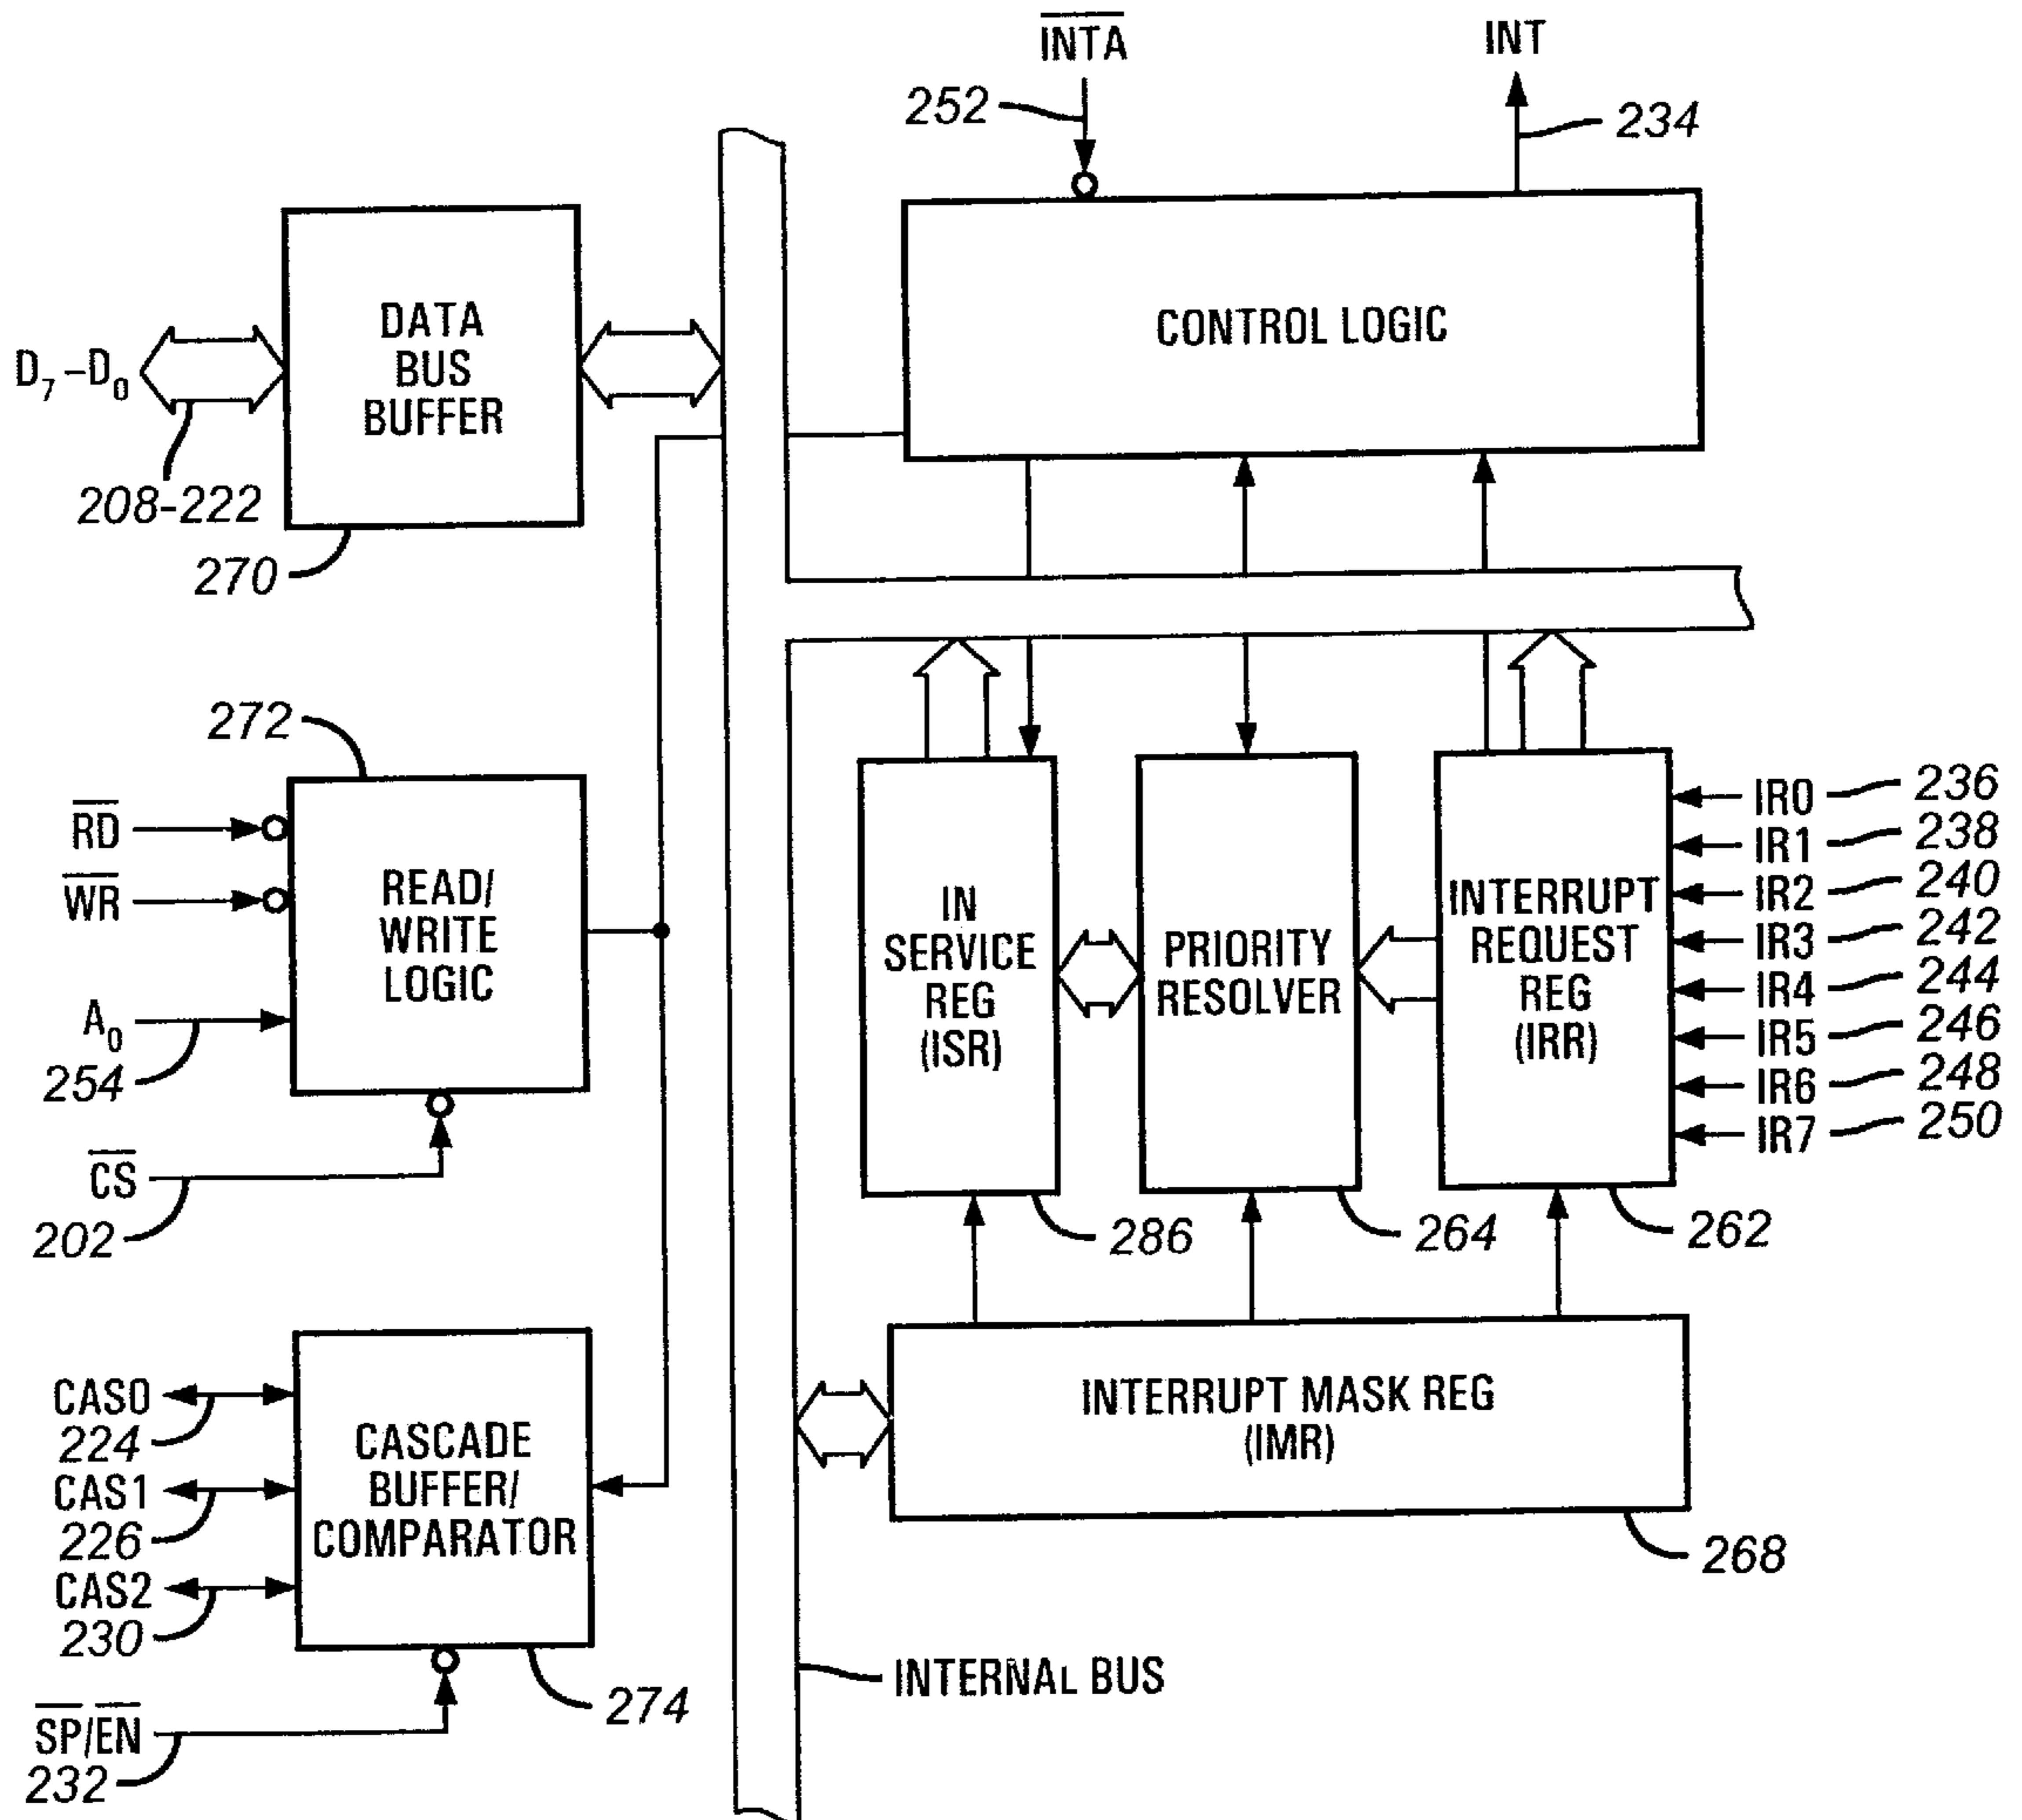 INTA
INT
252
234
DATA
BUS
BUFFER
CONTROL LOGIC
D7–D0
208-222
270
272
RD
WR
READ/
WRITE
LOGIC
A0
254
CS
202
IN
SERVICE
REG
(ISR)
PRIORITY
RESOLVER
INTERRUPT
REQUEST
REG
(IRR)
IR0 236
IR1 238
IR2 240
IR3 242
IR4 244
IR5 246
IR6 248
IR7 250
286
264
262
CAS0
224
CAS1
226
CAS2
230
CASCADE
BUFFER/
COMPARATOR
INTERRUPT MASK REG
(IMR)
268
INTERNAL BUS
274
SP/EN
232